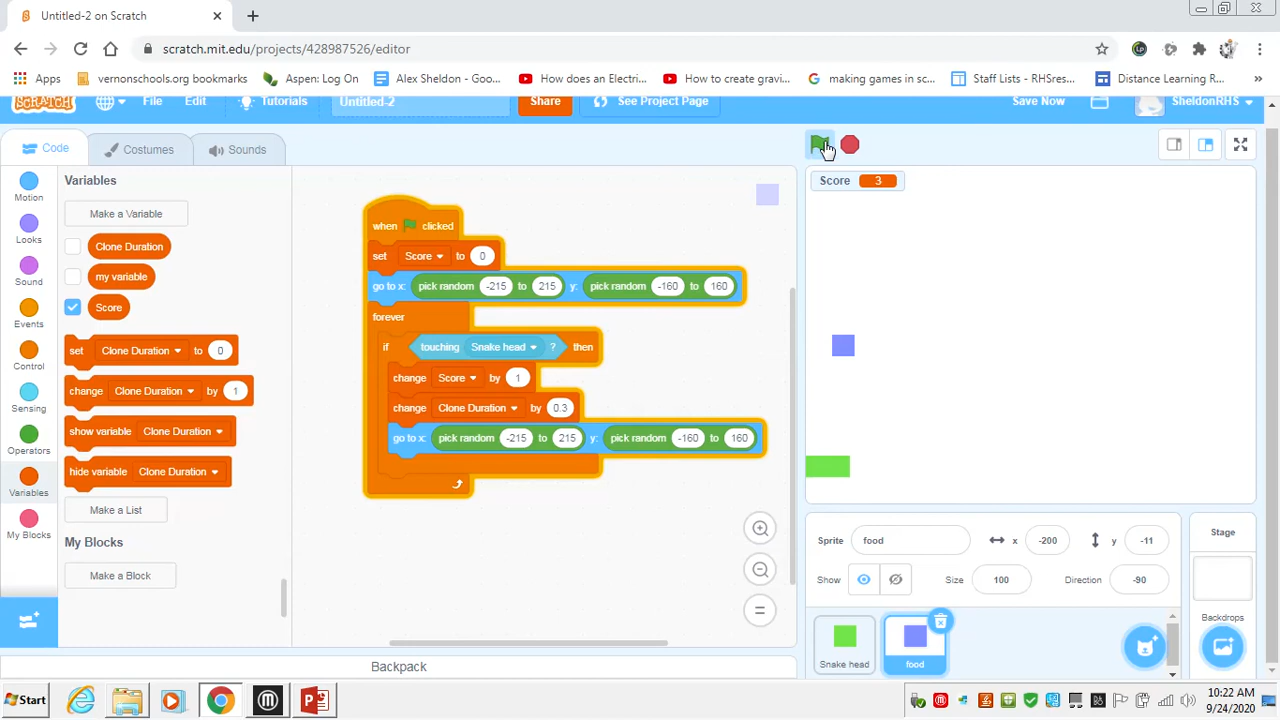 Untitled-2 on Scratch
scratch.mit.edu/projects/428987526/editor
Apps vernonschools.org bookmarks Aspen: Log On Alex Sheldon - Goo... How does an Electri... How to create gravi... making games in sc... Staff Lists - RHSres... Distance Learning R... »
SCRATCH File Edit Tutorials Untitled-2 Share See Project Page Save Now SheldonRHS
Code Costumes Sounds
Motion
Looks
Sound
Events
Control
Sensing
Operators
Variables
My Blocks
Variables
Make a Variable
Clone Duration
my variable
Score
set Clone Duration to 0
change Clone Duration by 1
show variable Clone Duration
hide variable Clone Duration
Make a List
My Blocks
Make a Block
when clicked
set Score to 0
go to x: pick random -215 to 215 y: pick random -160 to 160
forever
if touching Snake head ? then
change Score by 1
change Clone Duration by 0.3
go to x: pick random -215 to 215 y: pick random -160 to 160
Backpack
Score 3
Sprite food x -200 y -11
Show Size 100 Direction -90
Snake head food
Stage
Backdrops
Start
10:22 AM
9/24/2020